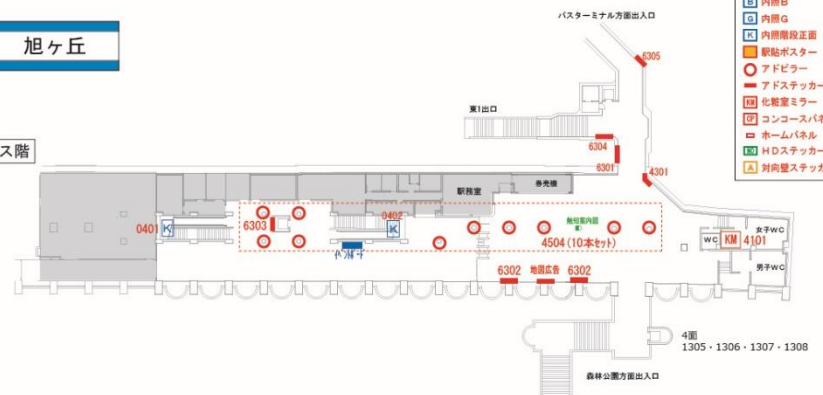 旭ヶ丘
ス階
B 内照B
G 内照G
K 内照階段正面
駅貼ポスター
アドピラー
アドステッカー
KM 化粧室ミラー
CP コンコースパネ
ホームパネル
HDステッカー
A 対向壁ステッカ
バスターミナル方面出入口
6305
東1出口
6304
6301
4301
駅務室
券売機
0401 K
6303
0402
K
触知案内図
4504(10本セット)
WC
KM 4101
女子WC
男子WC
6302
地図広告
6302
4面
1305・1306・1307・1308
森林公園方面出入口